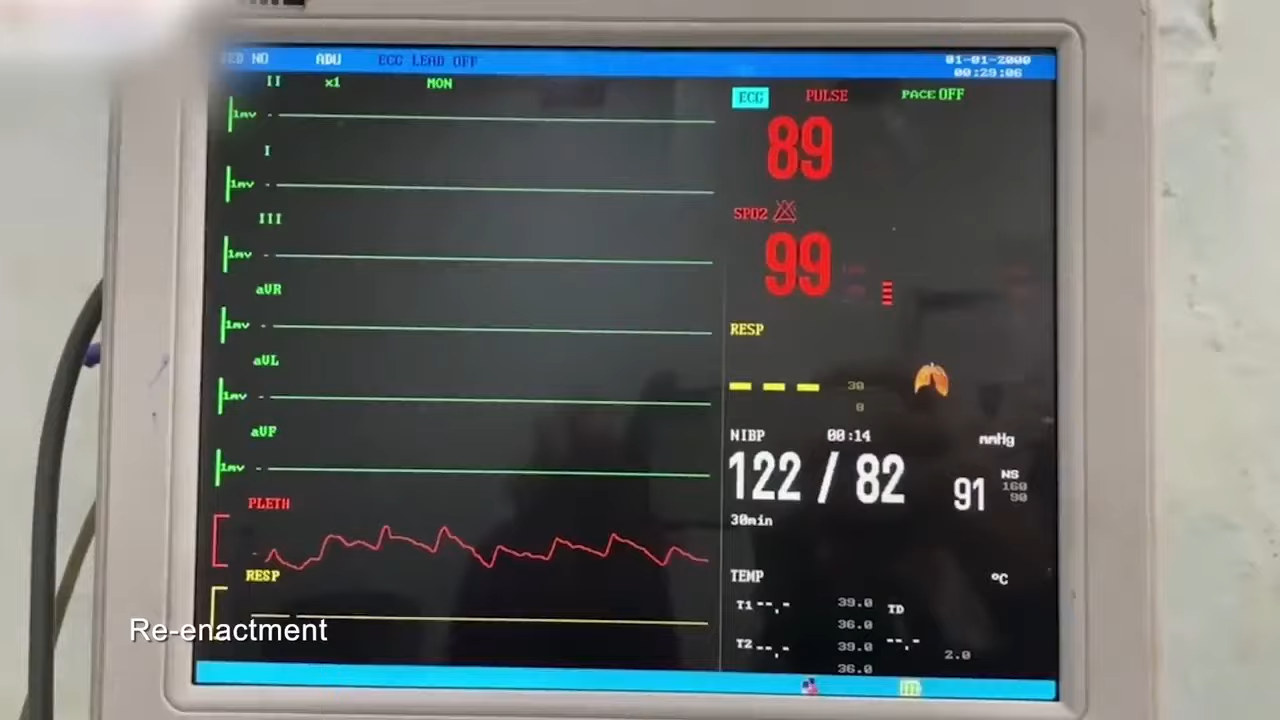 NO ADU ECG LEAD OFF 01-01-2000
00:29:06
II x1 MON
ECG PULSE PACE OFF
1mv
89
I
1mv
SPO2
III
99
1mv
aVR
1mv
RESP
aVL
30
8
1mv
aVF
NIBP 00:14 mmHg
1mv
122 / 82 91 NS
160
90
PLETH
30min
RESP
TEMP ºC
T1 --.- 39.0 TD
36.0
T2 --.- 39.0 --.-
36.0 2.0
Re-enactment